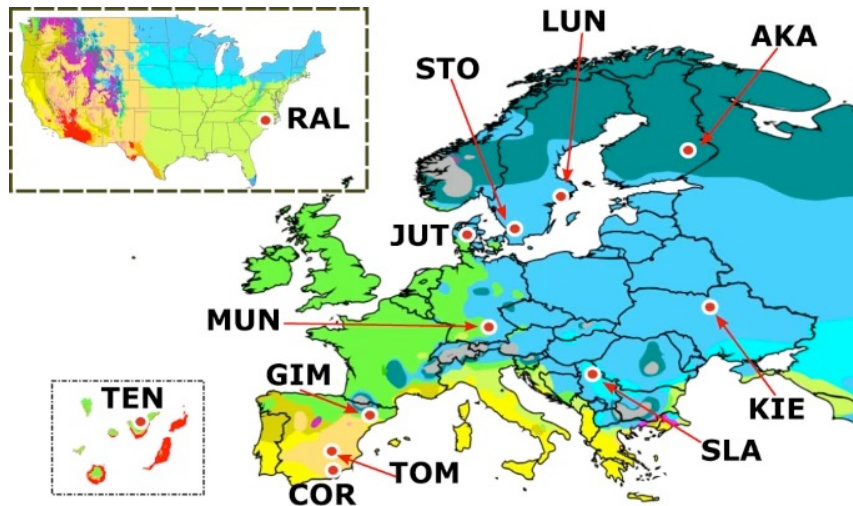 LUN
AKA
STO
RAL
JUT
MUN
GIM
TEN
KIE
SLA
TOM
COR